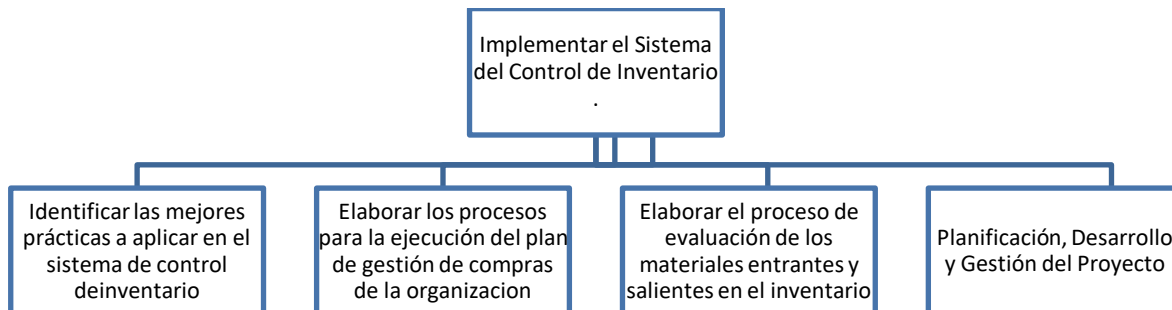 Implementar el Sistema
del Control de Inventario
.
Identificar las mejores
prácticas a aplicar en el
sistema de control
deinventario
Elaborar los procesos
para la ejecución del plan
de gestión de compras
de la organizacion
Elaborar el proceso de
evaluación de los
materiales entrantes y
salientes en el inventario
Planificación, Desarrollo
y Gestión del Proyecto